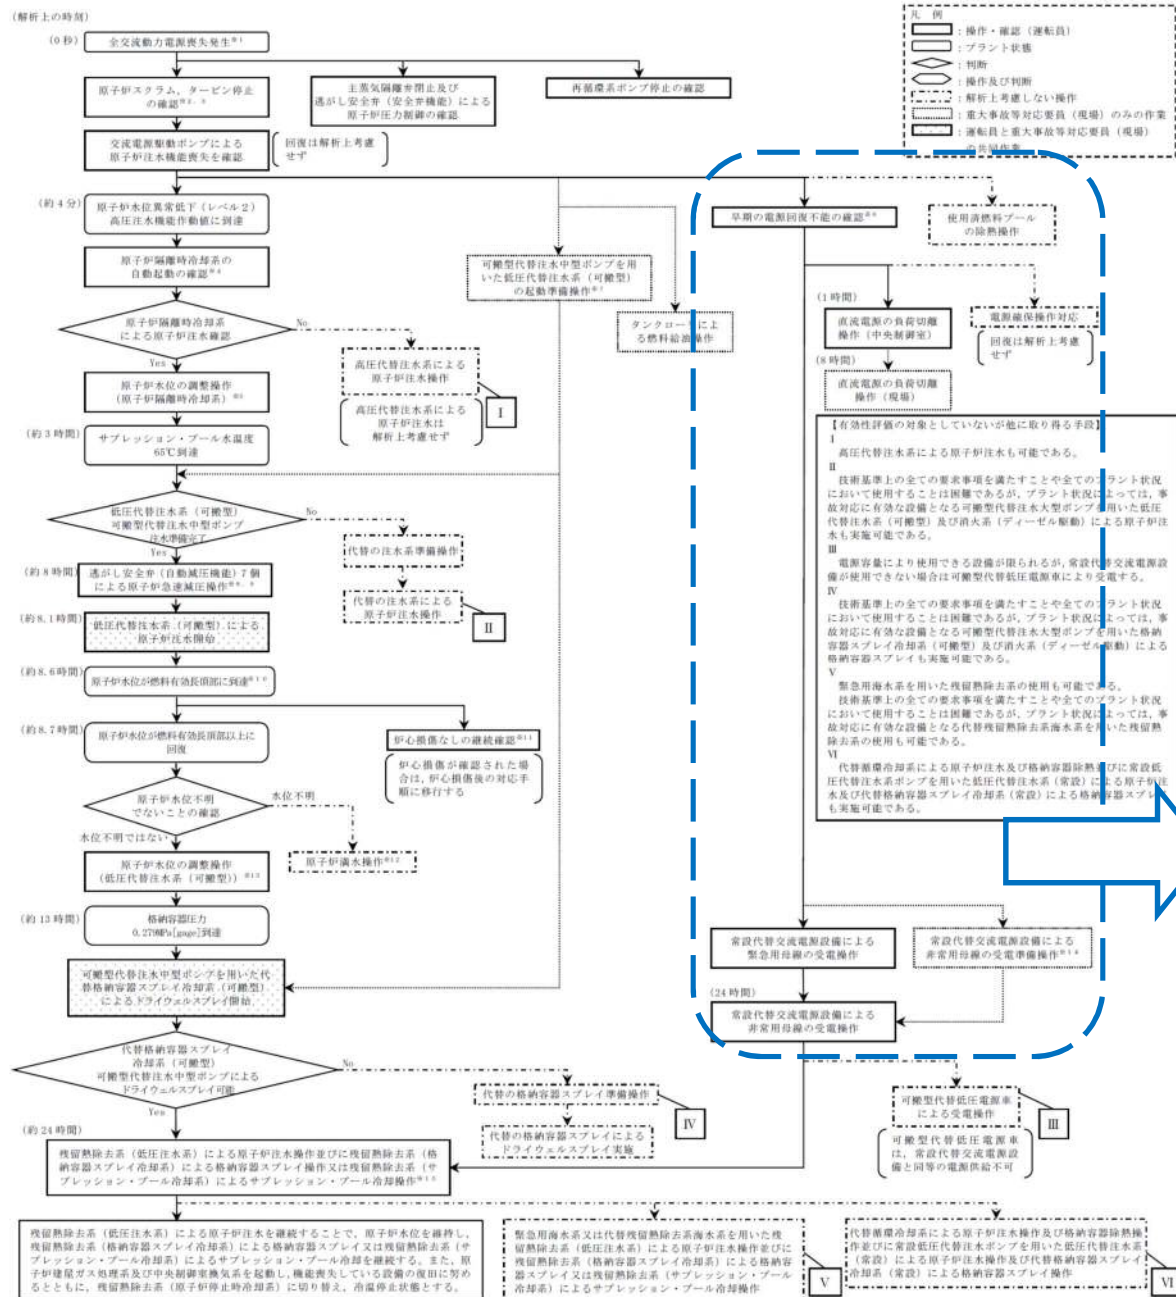 (解析上の時刻)
(0秒)
全交流動力電源喪失発生※1
原子炉スクラム，タービン停止
の確認※2，3
主蒸気隔離弁閉止及び
逃がし安全弁（安全弁機能）による
原子炉圧力制御の確認
再循環系ポンプ停止の確認
交流電源駆動ポンプによる
原子炉注水機能喪失を確認
回復は解析上考慮
せず
凡 例
：操作・確認（運転員）
：プラント状態
：判断
：操作及び判断
：解析上考慮しない操作
：重大事故等対応要員（現場）のみの作業
：運転員と重大事故等対応要員（現場）
の共同作業
(約4分)
原子炉水位異常低下（レベル2）
高圧注水機能作動値に到達
原子炉隔離時冷却系の
自動起動の確認※4
原子炉隔離時冷却系
による原子炉注水確認
No
Yes
高圧代替注水系による
原子炉注水操作
Ⅰ
高圧代替注水系による
原子炉注水は
解析上考慮せず
原子炉水位の調整操作
(原子炉隔離時冷却系)※5
(約3時間)
サプレッション・プール水温度
65℃到達
可搬型代替注水中型ポンプを用
いた低圧代替注水系（可搬型）
の起動準備操作※7
タンクローリによ
る燃料給油操作
早期の電源回復不能の確認※6
使用済燃料プール
の除熱操作
(1時間)
直流電源の負荷切離
操作（中央制御室）
電源確保操作対応
回復は解析上考慮
せず
(8時間)
直流電源の負荷切離
操作（現場）
【有効性評価の対象としていないが他に取り得る手段】
Ⅰ
高圧代替注水系による原子炉注水も可能である。
Ⅱ
技術基準上の全ての要求事項を満たすことや全てのプラント状況
において使用することは困難であるが，プラント状況によっては，事
故対応に有効な設備となる可搬型代替注水大型ポンプを用いた低圧
代替注水系（可搬型）及び消火系（ディーゼル駆動）による原子炉注
水も実施可能である。
Ⅲ
電源容量により使用できる設備が限られるが，常設代替交流電源設
備が使用できない場合は可搬型代替低圧電源車により受電する。
Ⅳ
技術基準上の全ての要求事項を満たすことや全てのプラント状況
において使用することは困難であるが，プラント状況によっては，事
故対応に有効な設備となる可搬型代替注水大型ポンプを用いた格納
容器スプレイ冷却系（可搬型）及び消火系（ディーゼル駆動）による
格納容器スプレイも実施可能である。
Ⅴ
緊急用海水系を用いた残留熱除去系の使用も可能である。
技術基準上の全ての要求事項を満たすことや全てのプラント状況
において使用することは困難であるが，プラント状況によっては，事
故対応に有効な設備となる代替残留熱除去系海水系を用いた残留熱
除去系の使用も可能である。
Ⅵ
代替循環冷却系による原子炉注水及び格納容器除熱並びに常設低
圧代替注水系ポンプを用いた低圧代替注水系（常設）による原子炉注
水及び代替格納容器スプレイ冷却系（常設）による格納容器スプレイ
も実施可能である。
低圧代替注水系（可搬型）
可搬型代替注水中型ポンプ
注水準備完了
No
Yes
代替の注水系準備操作
代替の注水系による
原子炉注水操作
Ⅱ
(約8時間)
逃がし安全弁（自動減圧機能）7個
による原子炉急速減圧操作※8，9
(約8.1時間)
低圧代替注水系（可搬型）による
原子炉注水開始
(約8.6時間)
原子炉水位が燃料有効長頂部に到達※10
(約8.7時間)
原子炉水位が燃料有効長頂部以上に
回復
炉心損傷なしの継続確認※11
炉心損傷が確認された場
合は，炉心損傷後の対応手
順に移行する
原子炉水位不明
でないことの確認
水位不明
水位不明ではない
原子炉満水操作※12
原子炉水位の調整操作
(低圧代替注水系（可搬型）)※13
(約13時間)
格納容器圧力
0.279MPa[gage]到達
可搬型代替注水中型ポンプを用いた代
替格納容器スプレイ冷却系（可搬型）
によるドライウェルスプレイ開始
常設代替交流電源設備による
緊急用母線の受電操作
常設代替交流電源設備による
非常用母線の受電準備操作※14
(24時間)
常設代替交流電源設備による
非常用母線の受電操作
代替格納容器スプレイ
冷却系（可搬型）
可搬型代替注水中型ポンプによる
ドライウェルスプレイ可能
No
Yes
代替の格納容器スプレイ準備操作
Ⅳ
代替の格納容器スプレイによる
ドライウェルスプレイ実施
可搬型代替低圧電源車
による受電操作
Ⅲ
可搬型代替低圧電源車
は，常設代替交流電源設
備と同等の電源供給不可
(約24時間)
残留熱除去系（低圧注水系）による原子炉注水操作並びに残留熱除去系（格
納容器スプレイ冷却系）による格納容器スプレイ操作又は残留熱除去系（サ
プレッション・プール冷却系）によるサプレッション・プール冷却操作※15
残留熱除去系（低圧注水系）による原子炉注水を継続することで，原子炉水位を維持し，
残留熱除去系（格納容器スプレイ冷却系）による格納容器スプレイ又は残留熱除去系（サ
プレッション・プール冷却系）によるサプレッション・プール冷却を継続する。また，原
子炉建屋ガス処理系及び中央制御室換気系を起動し，機能喪失している設備の復旧に努め
るとともに，残留熱除去系（原子炉停止時冷却系）に切り替え，冷温停止状態とする。
緊急用海水系又は代替残留熱除去系海水系を用いた残
留熱除去系（低圧注水系）による原子炉注水操作並びに
残留熱除去系（格納容器スプレイ冷却系）による格納容
器スプレイ又は残留熱除去系（サプレッション・プール
冷却系）によるサプレッション・プール冷却操作
Ⅴ
代替循環冷却系による原子炉注水操作及び格納容器除熱操
作並びに常設低圧代替注水系ポンプを用いた低圧代替注水系
（常設）による原子炉注水操作及び代替格納容器スプレイ
冷却系（常設）による格納容器スプレイ操作
Ⅵ